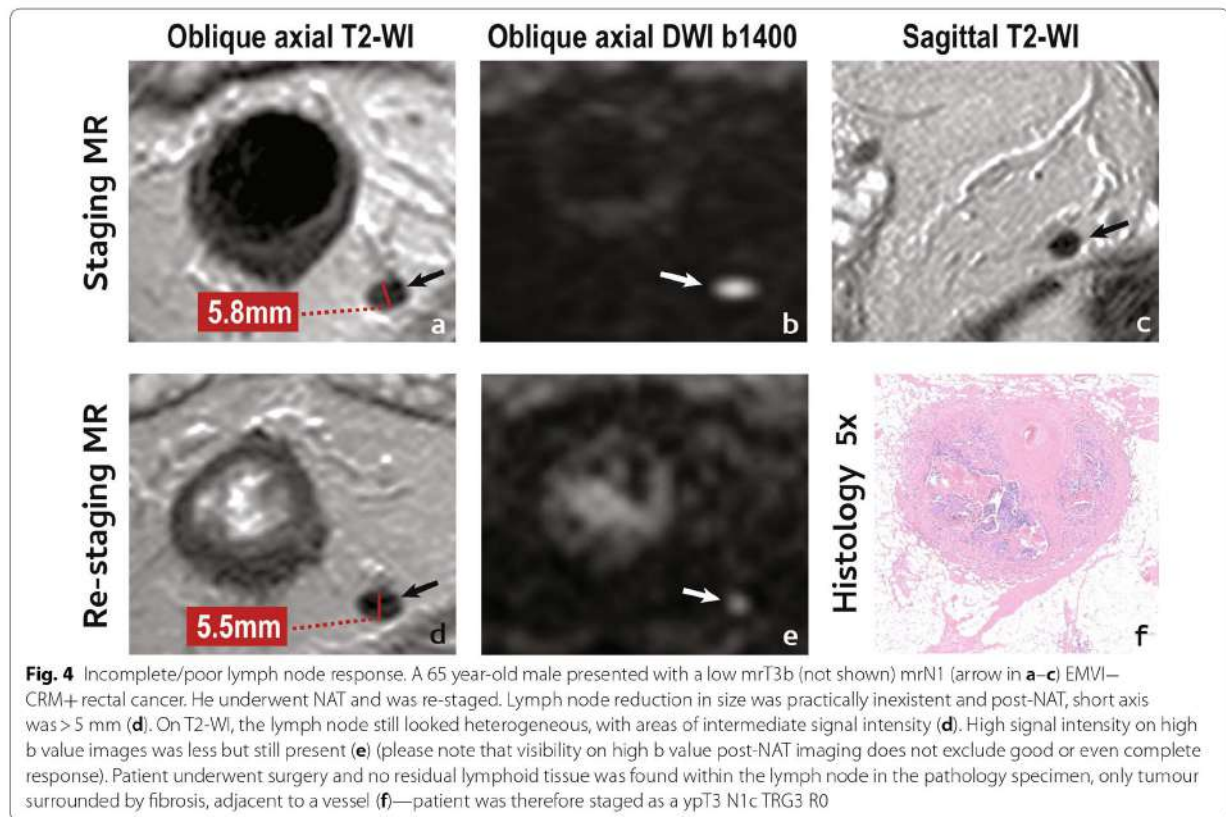 Oblique axial T2-WI
Oblique axial DWI b1400
Sagittal T2-WI
Staging MR
5.8mm
a
b
c
Re-staging MR
5.5mm
d
e
Histology 5x
f
Fig. 4 Incomplete/poor lymph node response. A 65 year-old male presented with a low mrT3b (not shown) mrN1 (arrow in a–c) EMVI–
CRM+ rectal cancer. He underwent NAT and was re-staged. Lymph node reduction in size was practically inexistent and post-NAT, short axis
was > 5 mm (d). On T2-WI, the lymph node still looked heterogeneous, with areas of intermediate signal intensity (d). High signal intensity on high
b value images was less but still present (e) (please note that visibility on high b value post-NAT imaging does not exclude good or even complete
response). Patient underwent surgery and no residual lymphoid tissue was found within the lymph node in the pathology specimen, only tumour
surrounded by fibrosis, adjacent to a vessel (f)—patient was therefore staged as a ypT3 N1c TRG3 R0